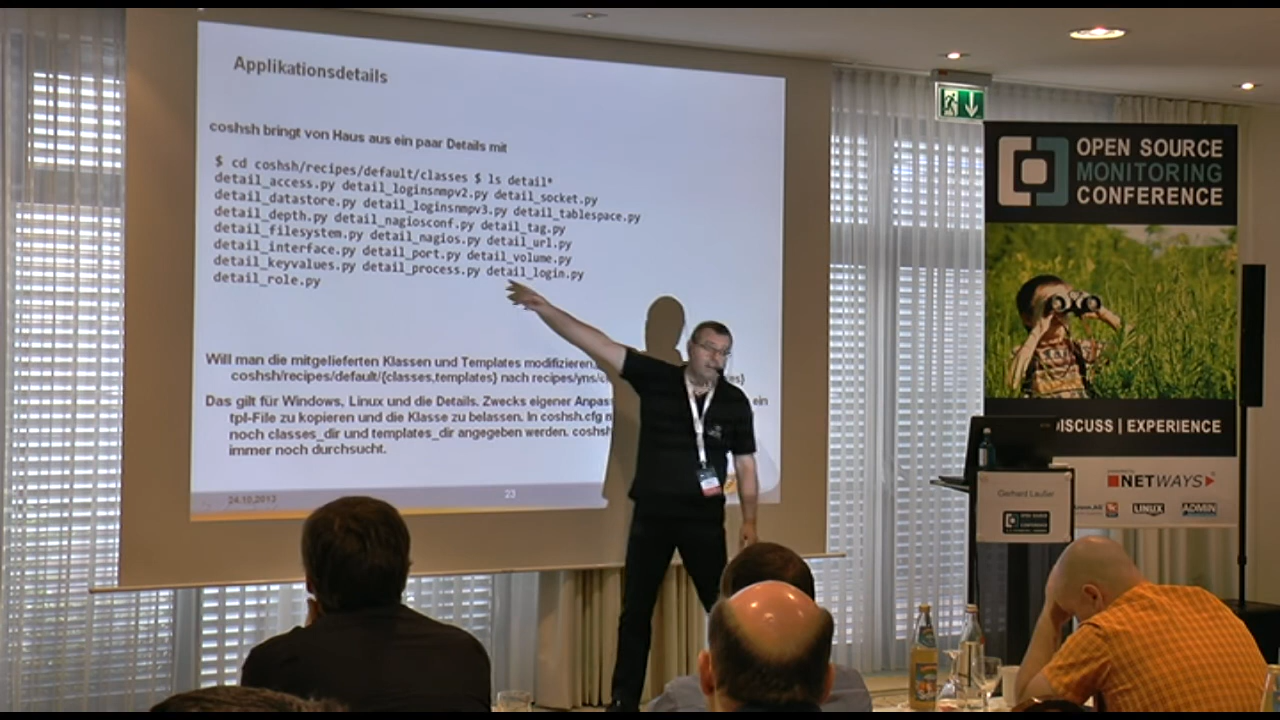 Applikationsdetails
coshsh bringt von Haus aus ein paar Details mit
$ cd coshsh/recipes/default/classes $ ls detail*
detail_access.py detail_loginsnmpv2.py detail_socket.py
detail_datastore.py detail_loginsnmpv3.py detail_tablespace.py
detail_depth.py detail_nagiosconf.py detail_tag.py
detail_filesystem.py detail_nagios.py detail_url.py
detail_interface.py detail_port.py detail_volume.py
detail_keyvalues.py detail_process.py detail_login.py
detail_role.py
Will man die mitgelieferten Klassen und Templates modifizieren,
coshsh/recipes/default/{classes,templates} nach
Das gilt für Windows, Linux und die Details. Zwecks eigener ein
tpl-File zu kopieren und die Klasse zu belassen. In coshsh.cfg
noch classes_dir und templates_dir angegeben werden. coshsh
immer noch durchsucht.
24.10.2013 23
OPEN SOURCE
MONITORING
CONFERENCE
| EXPERIENCE
NETWAYS
Gerhard Laußer
OPEN SOURCE
CONFERENCE
LINUX
ADMIN